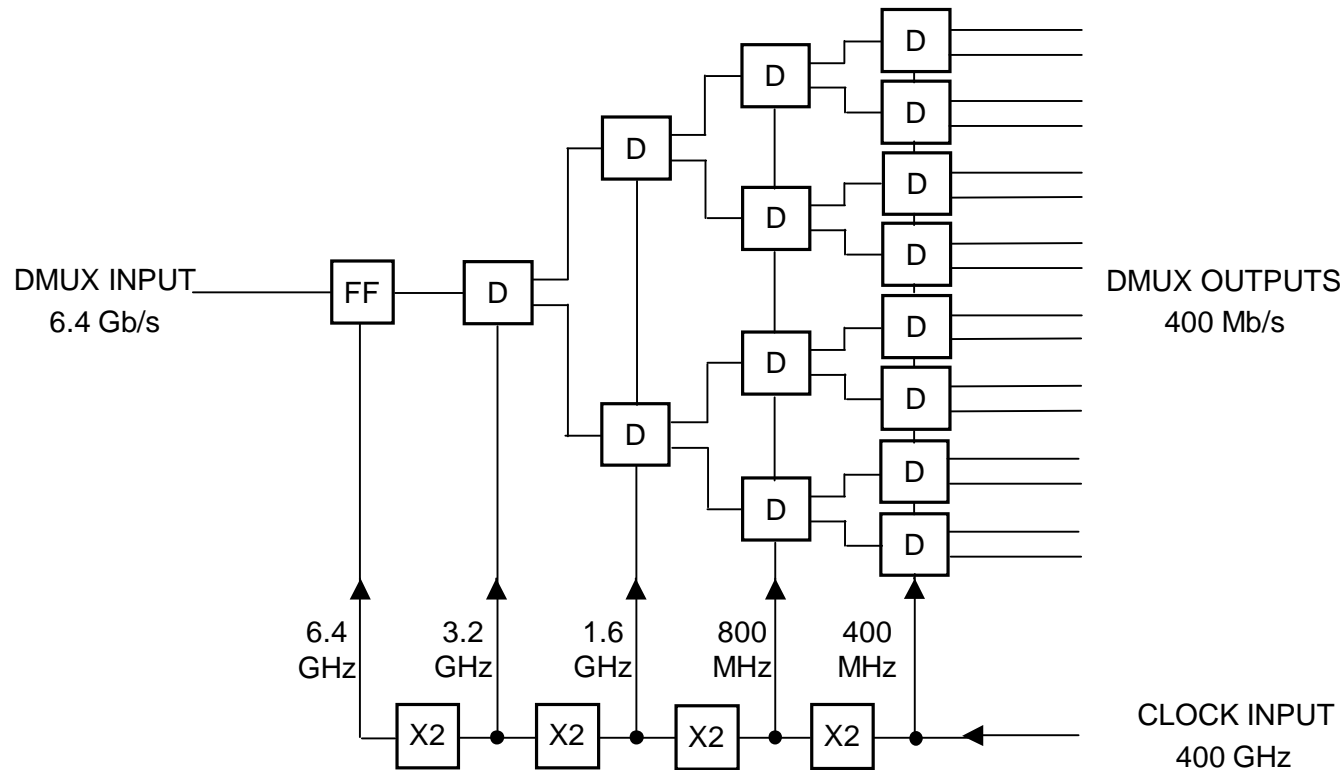 D
D
D
D
D
D
D
D
DMUX INPUT
6.4 Gb/s
FF
D
DMUX OUTPUTS
400 Mb/s
D
D
D
D
D
D
D
6.4
GHz
3.2
GHz
1.6
GHz
800
MHz
400
MHz
X2
X2
X2
X2
CLOCK INPUT
400 GHz